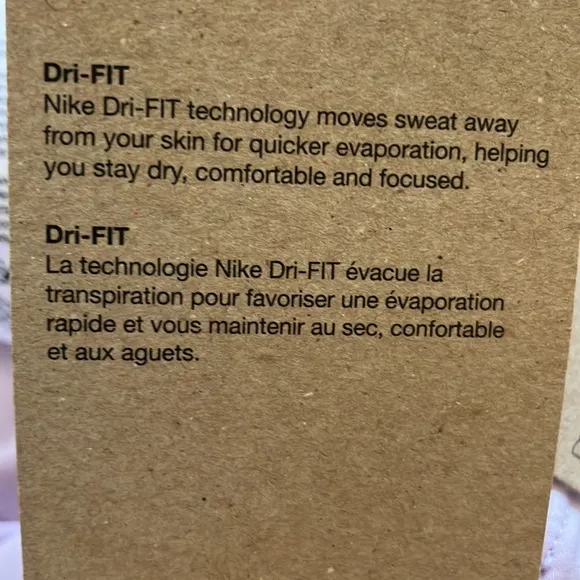 Dri-FIT
Nike Dri-FIT technology moves sweat away
from your skin for quicker evaporation, helping
you stay dry, comfortable and focused.
Dri-FIT
La technologie Nike Dri-FIT évacue la
transpiration pour favoriser une évaporation
rapide et vous maintenir au sec, confortable
et aux aguets.